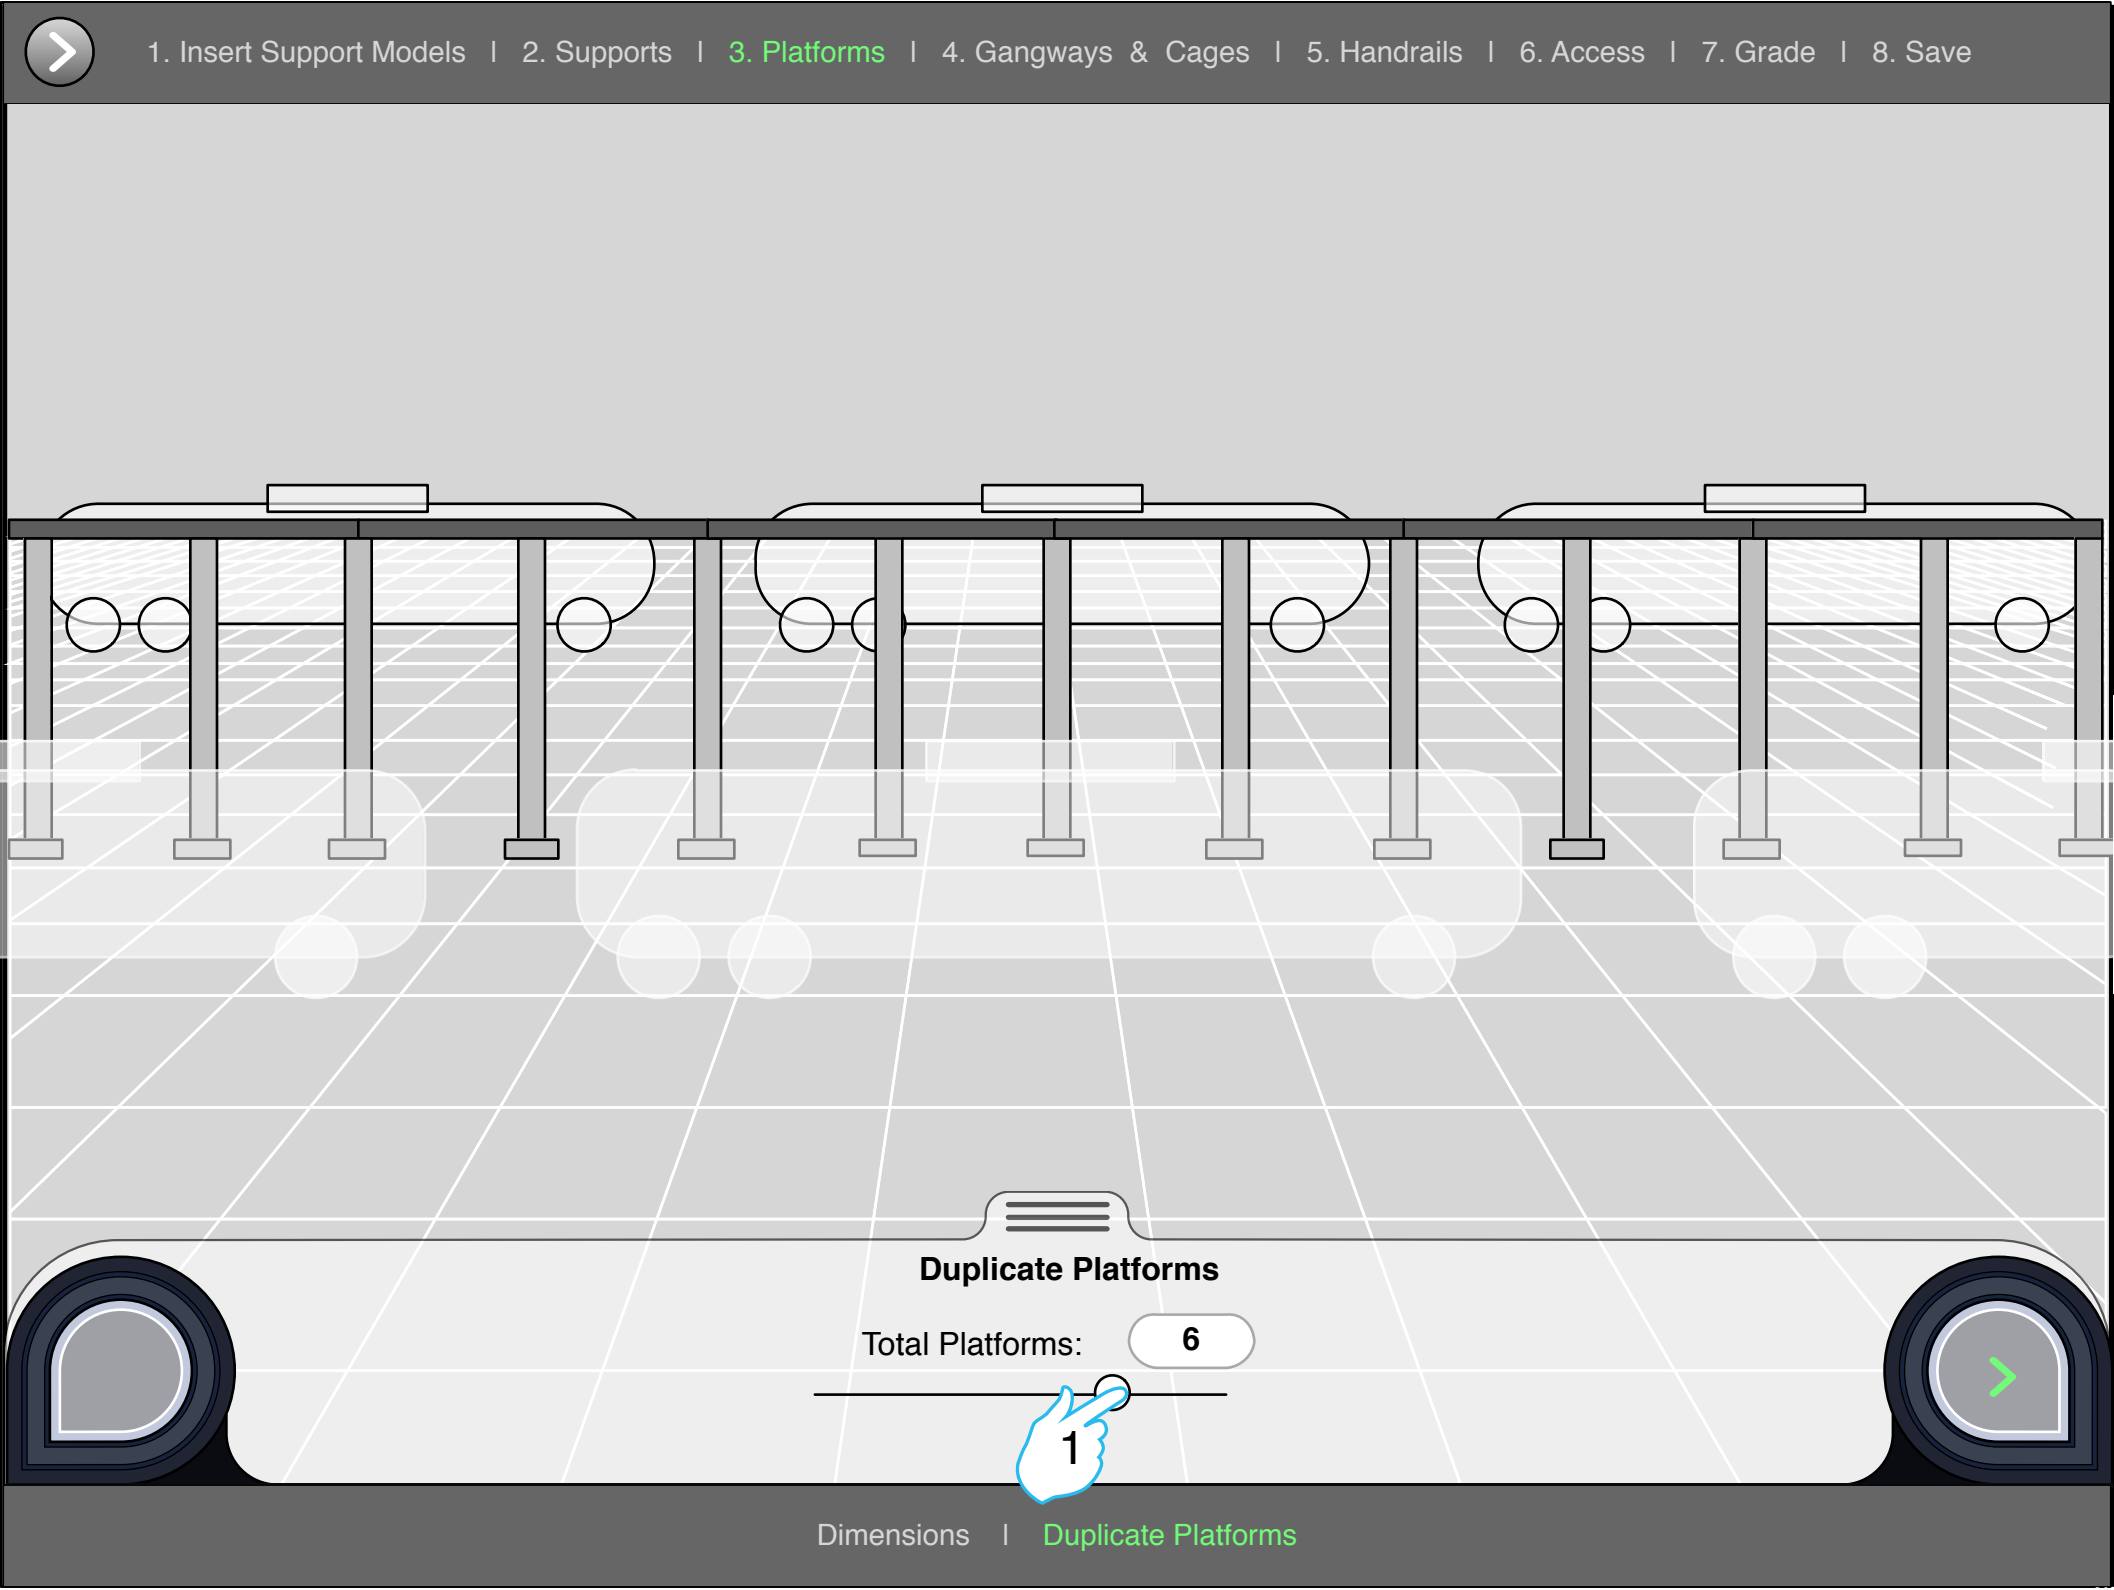 1. Insert Support Models | 2. Supports | 3. Platforms | 4. Gangways & Cages | 5. Handrails | 6. Access | 7. Grade | 8. Save
Duplicate Platforms
Total Platforms: 6
1
Dimensions | Duplicate Platforms